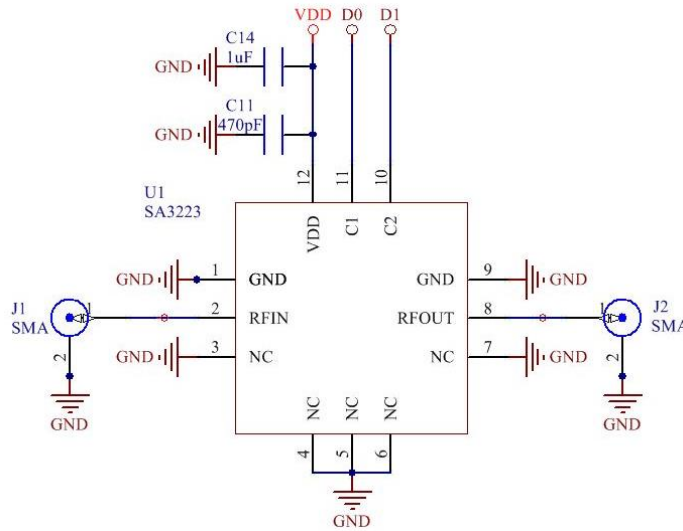 VDD D0 D1
C14
1uF
GND
C11
470pF
GND
12 11 10
U1
SA3223
VDD C1 C2
GND 1 GND GND 9 GND
J1
SMA
1 2 RFIN RFOUT 8 1
J2
SMA
GND 3 NC NC 7 GND
2 2
NC NC NC
GND GND
4 5 6
GND